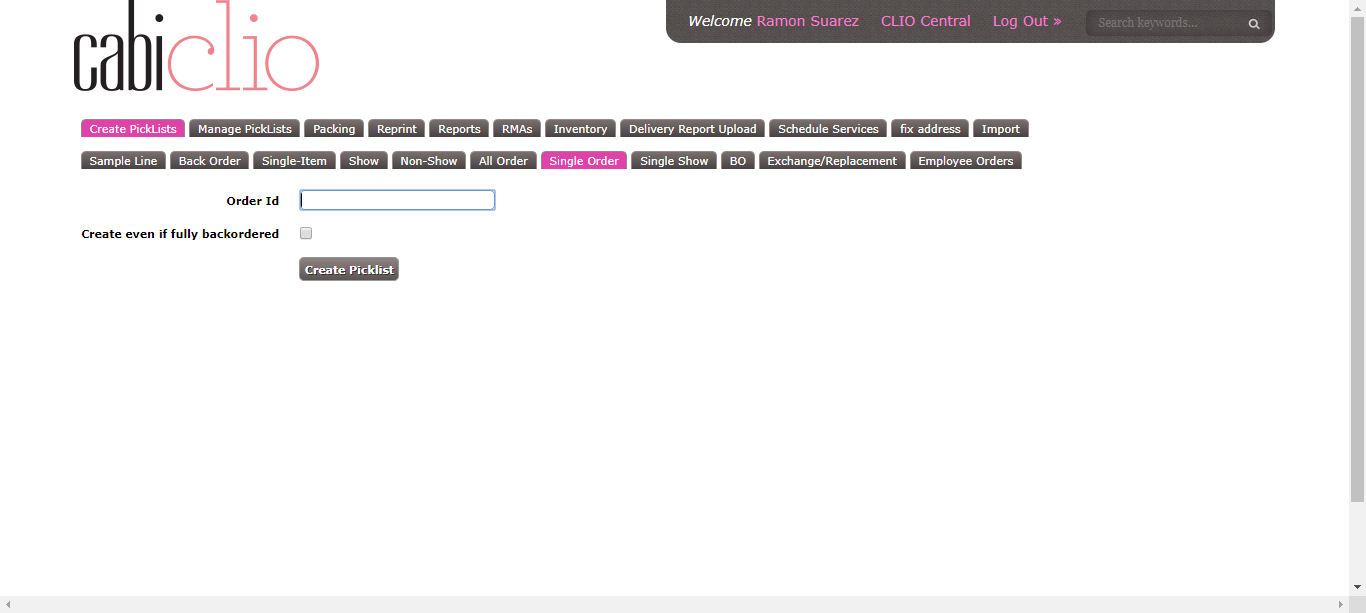 cabiclio
Welcome Ramon Suarez CLIO Central Log Out »
Search keywords...
Create PickLists Manage PickLists Packing Reprint Reports RMAs Inventory Delivery Report Upload Schedule Services fix address Import
Sample Line Back Order Single-Item Show Non-Show All Order Single Order Single Show BO Exchange/Replacement Employee Orders
Order Id
Create even if fully backordered
Create Picklist